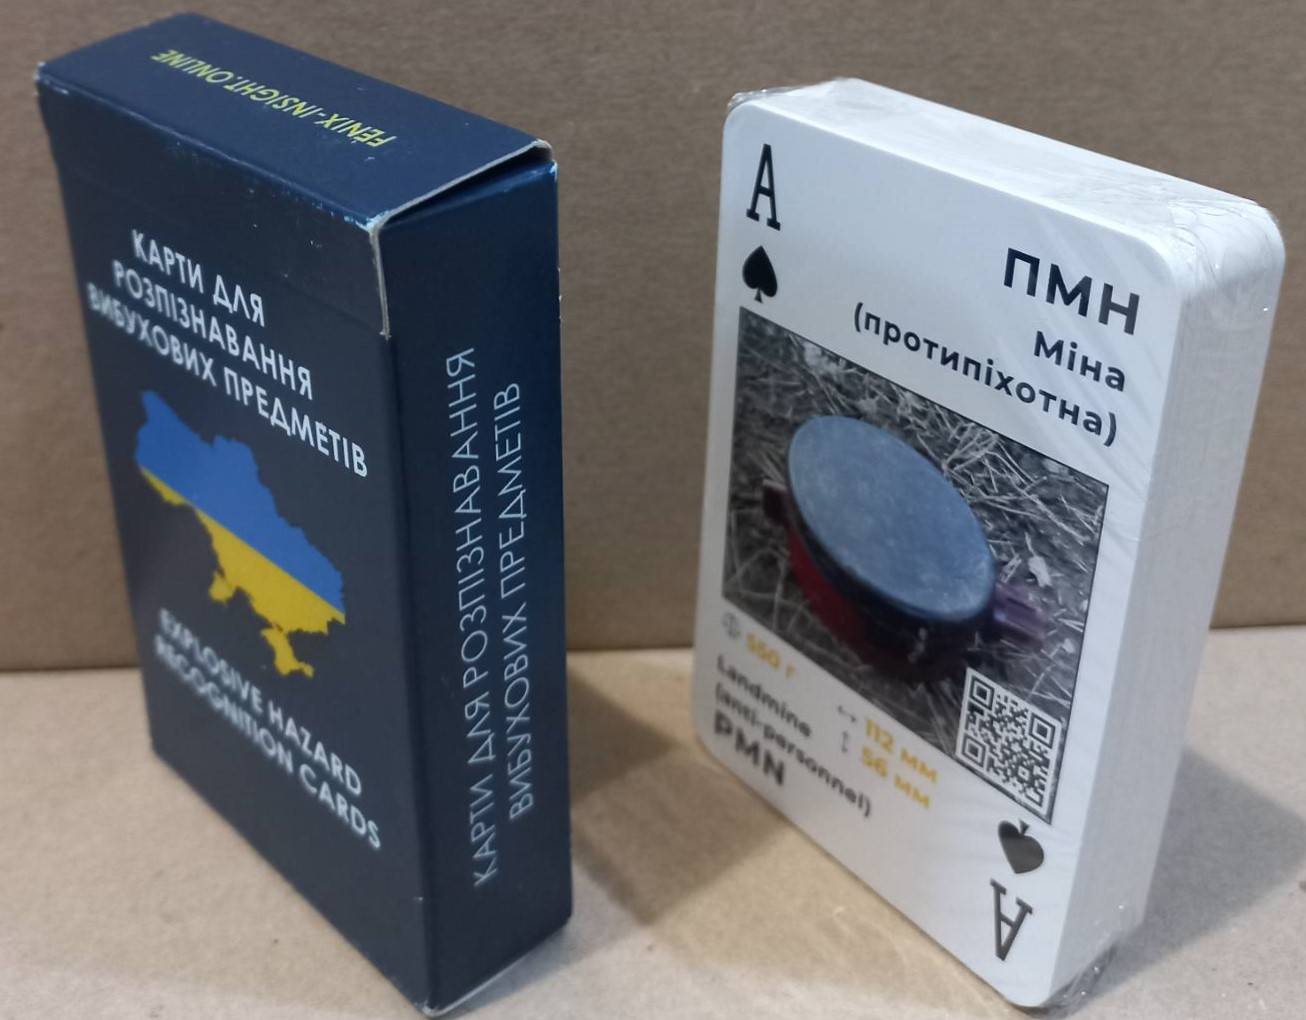 FENIX-INSIGHT.ONLINE
КАРТИ ДЛЯ
РОЗПІЗНАВАННЯ
ВИБУХОВИХ ПРЕДМЕТІВ
EXPLOSIVE HAZARD
RECOGNITION CARDS
КАРТИ ДЛЯ РОЗПІЗНАВАННЯ
ВИБУХОВИХ ПРЕДМЕТІВ
A
ПМН
Міна
(протипіхотна)
550 г
112 мм
56 мм
Landmine
(anti-personnel)
PMN
A